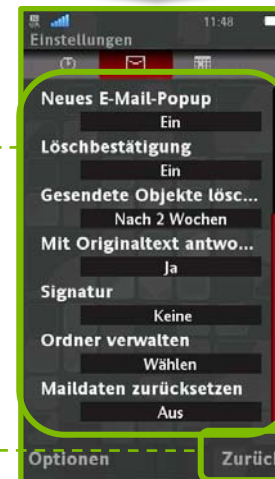 11:48
Einstellungen
Neues E-Mail-Popup
Ein
Löschbestätigung
Ein
Gesendete Objekte lösc...
Nach 2 Wochen
Mit Originaltext antwo...
Ja
Signatur
Keine
Ordner verwalten
Wählen
Maildaten zurücksetzen
Aus
Optionen
Zurück